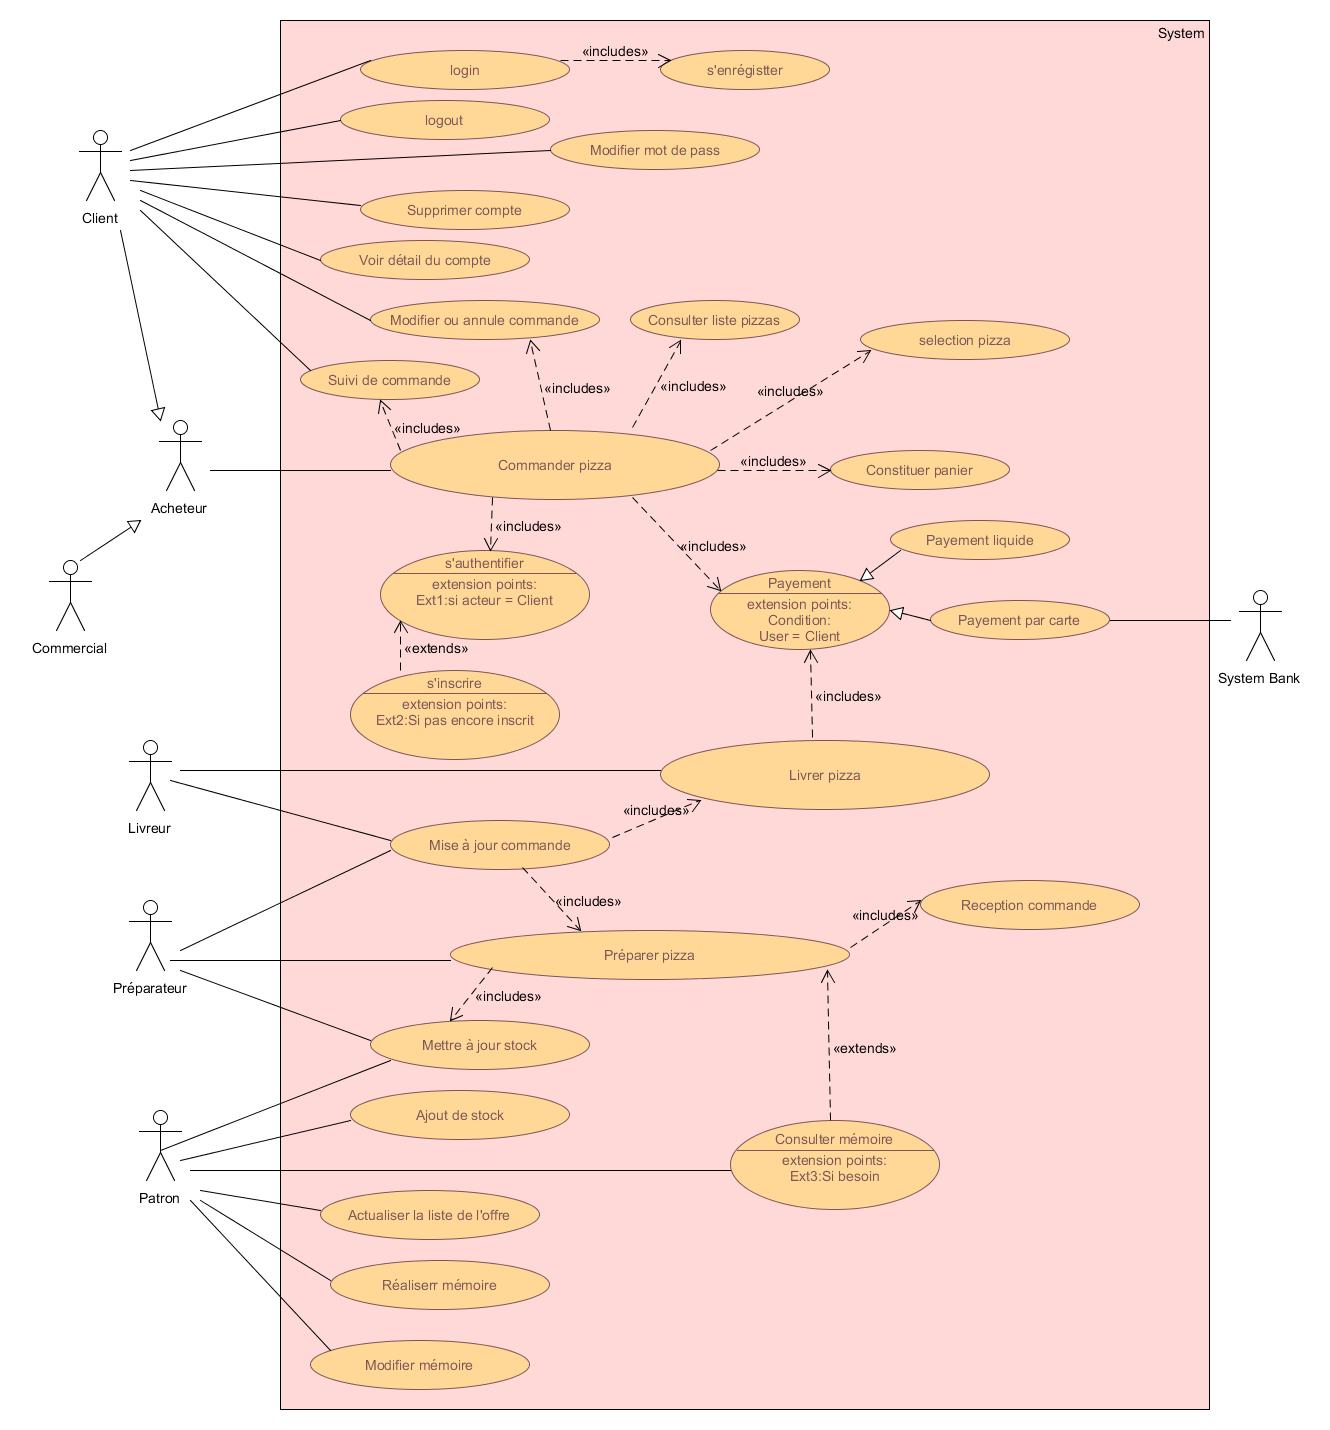 System
«includes»
login
s'enrégistter
logout
Modifier mot de pass
Client
Supprimer compte
Voir détail du compte
Modifier ou annule commande
Consulter liste pizzas
selection pizza
Suivi de commande
«includes»
«includes»
«includes»
«includes»
Commander pizza
«includes»
Constituer panier
Acheteur
«includes»
«includes»
Payement liquide
s'authentifier
extension points:
Ext1:si acteur = Client
Payement
extension points:
Condition:
User = Client
Payement par carte
Commercial
«extends»
System Bank
s'inscrire
extension points:
Ext2:Si pas encore inscrit
«includes»
Livrer pizza
Livreur
«includes»
Mise à jour commande
«includes»
Reception commande
«includes»
Préparer pizza
Préparateur
«includes»
Mettre à jour stock
«extends»
Ajout de stock
Consulter mémoire
extension points:
Ext3:Si besoin
Patron
Actualiser la liste de l'offre
Réaliserr mémoire
Modifier mémoire